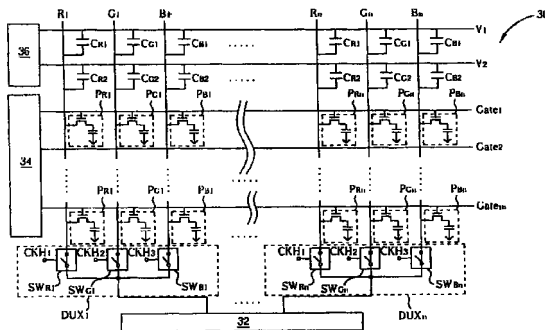 R1 G1 B1 Rn Gn Bn 30
36 V1
CR1 CG1 CB1 ...... CR1 CG1 CB1
V2
CR2 CG2 CB2 ...... CR2 CG2 CB2
PR1 PG1 PB1 PRn PGn PBn
Gate1
34 Gate2
PR1 PG1 PB1 PRn PGn PBn
Gatem
CKH1 CKH2 CKH3 CKH1 CKH2 CKH3
SWR1 SWG1 SWB1 SWRn SWGn SWBn
DUX1 DUXn
32